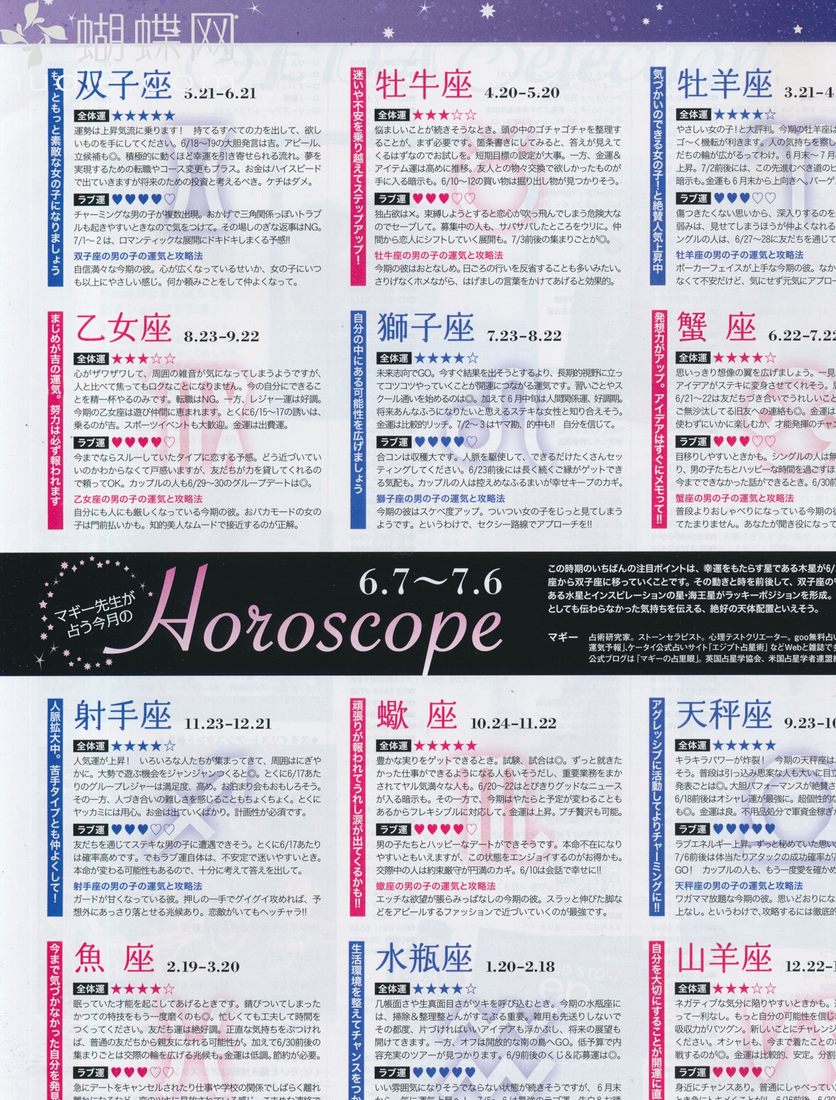 蝴蝶网
双子座 5.21-6.21
もっともっと素敵な女の子になりましょう
全体運 ★★★★★
運勢は上昇気流に乗ります！ 持てるすべての力を出して、欲し
いものを手にしてください。6/18〜19の大胆発言は吉。アピール、
立候補も◎。積極的に動くほど幸運を引き寄せられる流れ。夢を
実現するための転職やコース変更もプラス。お金はハイスピード
で出ていきますが将来のための投資と考えるべき。ケチはダメ。
ラブ運 ♥♥♥♥♡
チャーミングな男の子が複数出現。おかげで三角関係っぽいトラブ
ルも起きやすいときなので気をつけて。その場しのぎな返事はNG。
7/1〜2は、ロマンティックな展開にドキドキしまくる予感!!
双子座の男の子の運気と攻略法
自信満々な今期の彼。心が広くなっているせいか、女の子にいつ
も以上にやさしい感じ。何か頼みごとをして仲よくなって。
牡牛座 4.20-5.20
迷いや不安を乗り越えてステップアップ！
全体運 ★★★☆☆
悩ましいことが続きそうなとき。頭の中のゴチャゴチャを整理す
ることが、まず必要です。箇条書きにしてみると、答えが見えて
くるはずなのでお試しを。短期目標の設定が大事。一方、金運＆
アイテム運は高めに推移。友人との物々交換で欲しかったものが
手に入る暗示も。6/10〜12の買い物は掘り出し物が見つかりそう。
ラブ運 ♥♥♥♡♡
独占欲は×。束縛しようとすると恋心が吹っ飛んでしまう危険大な
のでセーブして。募集中の人も、サバサバしたところをウリに。仲
間から恋人にシフトしていく展開も。7/3前後の集まりごとが◎。
牡牛座の男の子の運気と攻略法
今期の彼はおとなしめ。日ごろの行いを反省することも多いみたい。
さりげなくホメながら、はげましの言葉をかけてあげると効果的。
牡羊座 3.21-4
気づかいのできる女の子！と絶賛人気上昇中
全体運 ★★★★☆
やさしい女の子！と大評判。今期の牡羊座は
ゴ〜く機転が利きます。人の気持ちを察し
だちの輪が広がるってわけ。6月末〜7月
上昇。7/2前後には、この先進むべき道のヒ
暗示も。金運も6月末から上向きへ。バーゲ
ラブ運 ♥♥♥♡♡
傷つきたくない思いから、深入りするのを
弱みは、見せてしまうほうが仲よくなれる
ングルの人は、6/27〜28に友だちを通じて
牡羊座の男の子の運気と攻略法
ポーカーフェイスが上手な今期の彼。なか
なくて不安だけど、気にせず元気にアプロー
乙女座 8.23-9.22
まじめが吉の運気。努力は必ず報われます
全体運 ★★★☆☆
心がザワザワして、周囲の雑音が気になってしまうようですが、
人と比べて焦ってもロクなことはありません。今の自分にできるこ
とを精一杯やるのみです。転職はNG。一方、レジャー運は好調。
今期の乙女座は遊び仲間に恵まれます。とくに6/15〜17の誘いは、
乗るのが吉。スポーツイベントも大歓迎。金運は出費運。
ラブ運 ♥♥♥♥♡
今までならスルーしていたタイプに恋する予感。どう近づいてい
いのかわからなくて戸惑いますが、友だちが力を貸してくれるの
で頼ってOK。カップルの人も6/29〜30のグループデートは◎。
乙女座の男の子の運気と攻略法
自分にも人にも厳しくなっている今期の彼。おバカモードの女の
子は門前払いかも。知的美人なムードで接近するのが正解。
獅子座 7.23-8.22
自分の中にある可能性を広げましょう
全体運 ★★★★☆
未来志向でGO。今すぐ結果を出そうとするより、長期的視野に立っ
てコツコツやっていくことが開運につながる運気です。習いごとやス
クール通いを始めるのは◎。加えて6月中旬は人間関係運、好調期。
将来あんなふうになりたいと思えるステキな女性と知り合えそう。
金運は比較的リッチ。7/2〜3はヤマ勘、的中も!! 自分を信じて。
ラブ運 ♥♥♥♥♡
合コンは収穫大です。人脈を駆使して、できるだけたくさんセッ
ティングしてください。6/23前後には長く続くご縁がゲットでき
る気配も。カップルの人は控えめなふるまいが幸せキープのカギ。
獅子座の男の子の運気と攻略法
今期の彼はスケベ度アップ。ついつい女の子をじっと見てしまう
ようです。というわけで、セクシー路線でアプローチを!!
蟹 座 6.22-7.22
発想力がアップ。アイデアはすぐにメモって!!
全体運 ★★★★☆
思いっきり想像の翼を広げましょう。一見
アイデアがステキに変身させてくれそう。
6/21〜22は友だちづき合いでうれしいこと
ご無沙汰してる旧友への連絡も◎。金運は
使わずにいかに楽しむか、才能発揮のチャン
ラブ運 ♥♥♥♡♡
目移りしやすいときかも。シングルの人は
り、男の子たちとハッピーな時間を過ごすほ
今までできなかった話ができるとき。6/30前
蟹座の男の子の運気と攻略法
普段よりおしゃべりになっている今期の
てたまりません。あなたが聞き役になって
マギー先生が
占う今月の
Horoscope
6.7〜7.6
この時期のいちばんの注目ポイントは、幸運をもたらす星である木星が6/
座から双子座に移っていくことです。その動きと時を前後して、双子座の守
ある水星とインスピレーションの星・海王星がラッキーポジションを形成。
としても伝わらなかった気持ちを伝える、絶好の天体配置といえそう。
マギー 占術研究家。ストーンセラピスト。心理テストクリエーター。goo無料占い
運気予報」、ケータイ公式占いサイト「エジプト占星術」などWebと雑誌で多
公式ブログは「マギーの占里眼」。英国占星学協会、米国占星学者連盟
射手座 11.23-12.21
人脈拡大中。苦手タイプとも仲よくして！
全体運 ★★★★☆
人気運が上昇！ いろいろな人たちが集まってきて、周囲はにぎや
かに。大勢で遊ぶ機会をジャンジャンつくると◎。とくに6/17あた
りのグループレジャーは満足度、高め。お泊まり会もおもしろそう。
その一方、人づき合いの難しさを感じることもちょくちょく。とくに
ヤッカミには用心。お金は出ていくばかり。計画性が必須です。
ラブ運 ♥♥♥♡♡
友だちを通じてステキな男の子に遭遇できそう。とくに6/17あたり
は確率高めです。でもラブ運自体は、不安定で迷いやすいとき。
本命が変わる可能性もあるので、十分に考えて答えを出して。
射手座の男の子の運気と攻略法
ガードが甘くなっている彼。押しの一手でグイグイ攻めれば、予
想外にあっさり落とせる兆候あり。恋敵がいてもヘッチャラ!!
蠍 座 10.24-11.22
頑張りが報われてうれし涙が出てくるかも!!
全体運 ★★★★★
豊かな実りをゲットできるとき。試験、試合は◎。ずっと就きた
かった仕事ができるようになる人もいそうだし、重要業務をまか
されてヤル気満々な人も。6/20〜22はとびきりグッドなニュース
が入る暗示も。その一方で、今期はやたらと予定が変わることも
あるからフレキシブルに対応して。金運は上昇。プチ贅沢も可能。
ラブ運 ♥♥♥♥♡
男の子たちとハッピーなデートができそうです。本命不在になり
やすいともいえますが、この状態をエンジョイするのがお得かも。
交際中の人は約束厳守が円満のカギ。6/10は会話で幸せに!!
蠍座の男の子の運気と攻略法
エッチな欲望が膨らみっぱなしの今期の彼。スラッと伸びた脚な
どをアピールするファッションで近づいていくのが最強です。
天秤座 9.23-10
アグレッシブに活動してよりチャーミングに!!
全体運 ★★★★★
キラキラパワーが炸裂！ 今期の天秤座は
そう。普段は引っ込み思案な人も大いに目立
発表ごとは◎。大胆パフォーマンスが絶賛さ
6/18前後はオシャレ運が最強に。超個性的な
も◎。金運は良。不用品処分で軍資金稼ぎ
ラブ運 ♥♥♥♥♥
ラブエネルギー上昇。ずっと秘めていた思い
7/6前後は体当たりアタックの成功確率が
GO！ カップルの人も、もう一度愛を確かめ
天秤座の男の子の運気と攻略法
ワガママ放題な今期の彼。思いどおりにな
上なし。というわけで、攻略するには徹底的
魚 座 2.19-3.20
今まで気づかなかった自分を発見
全体運 ★★★★☆
眠っていた才能を起こしてあげるときです。錆びついてしまった
かつての特技をもう一度磨くのも◎。忙しくても工夫して時間を
つくってください。友だち運は絶好調。正直な気持ちをぶつけれ
ば、普通の友だちから親友になれる可能性が。加えて6/30前後の
集まりごとは交際の輪を広げる兆候も。金運は低調。節約が必要。
ラブ運 ♥♥♥♡♡
急にデートをキャンセルされたり仕事や学校の関係でしばらく離れ
水瓶座 1.20-2.18
生活環境を整えてチャンスをつか
全体運 ★★★★☆
几帳面さや生真面目さがツキを呼び込むとき。今期の水瓶座に
は、掃除＆整理整とんがすこぶる重要。雑用も先送りしないで
その都度、片づければいいアイデアも浮かぶし、将来の展望も
開けてきます。一方、オフは開放的な南の島へGO。低予算で内
容充実のツアーが見つかります。6/9前後のくじ＆応募運は◎。
ラブ運 ♥♥♥♥♥
いい雰囲気になりそうでならない状態が続きそうですが、6月末
山羊座 12.22-1
自分を大切にすることが開運に直
全体運 ★★★☆☆
ネガティブな気分に陥りやすいときかも。迷
って一利なし。もっと自分の可能性を信じ
吸収力がバツグン。新しいことにチャレンジ
ください。オシャレも、今まで着たことの
戦するのが◎。金運は比較的、安定。分割
ラブ運 ♥♥♥♡♡
身近にチャンスあり。普通にしゃべってい